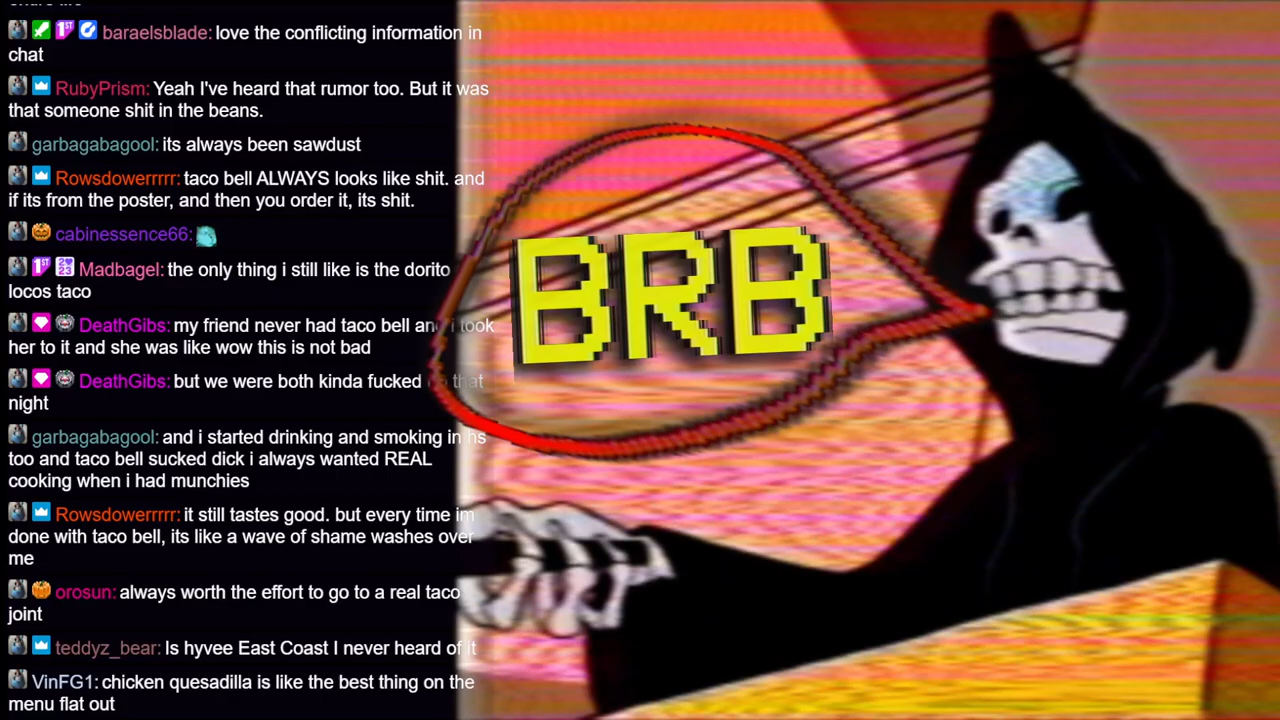 baraelsblade: love the conflicting information in
chat
RubyPrism: Yeah I've heard that rumor too. But it was
that someone shit in the beans.
garbagabagool: its always been sawdust
Rowsdowerrrrr: taco bell ALWAYS looks like shit. and
if its from the poster, and then you order it, its shit.
cabinessence66:
Madbagel: the only thing i still like is the dorito
locos taco
DeathGibs: my friend never had taco bell and i took
her to it and she was like wow this is not bad
DeathGibs: but we were both kinda fucked that
night
garbagabagool: and i started drinking and smoking in hs
too and taco bell sucked dick i always wanted REAL
cooking when i had munchies
Rowsdowerrrrr: it still tastes good. but every time im
done with taco bell, its like a wave of shame washes over
me
orosun: always worth the effort to go to a real taco
joint
teddyz_bear: Is hyvee East Coast I never heard of it
VinFG1: chicken quesadilla is like the best thing on the
menu flat out
BRB